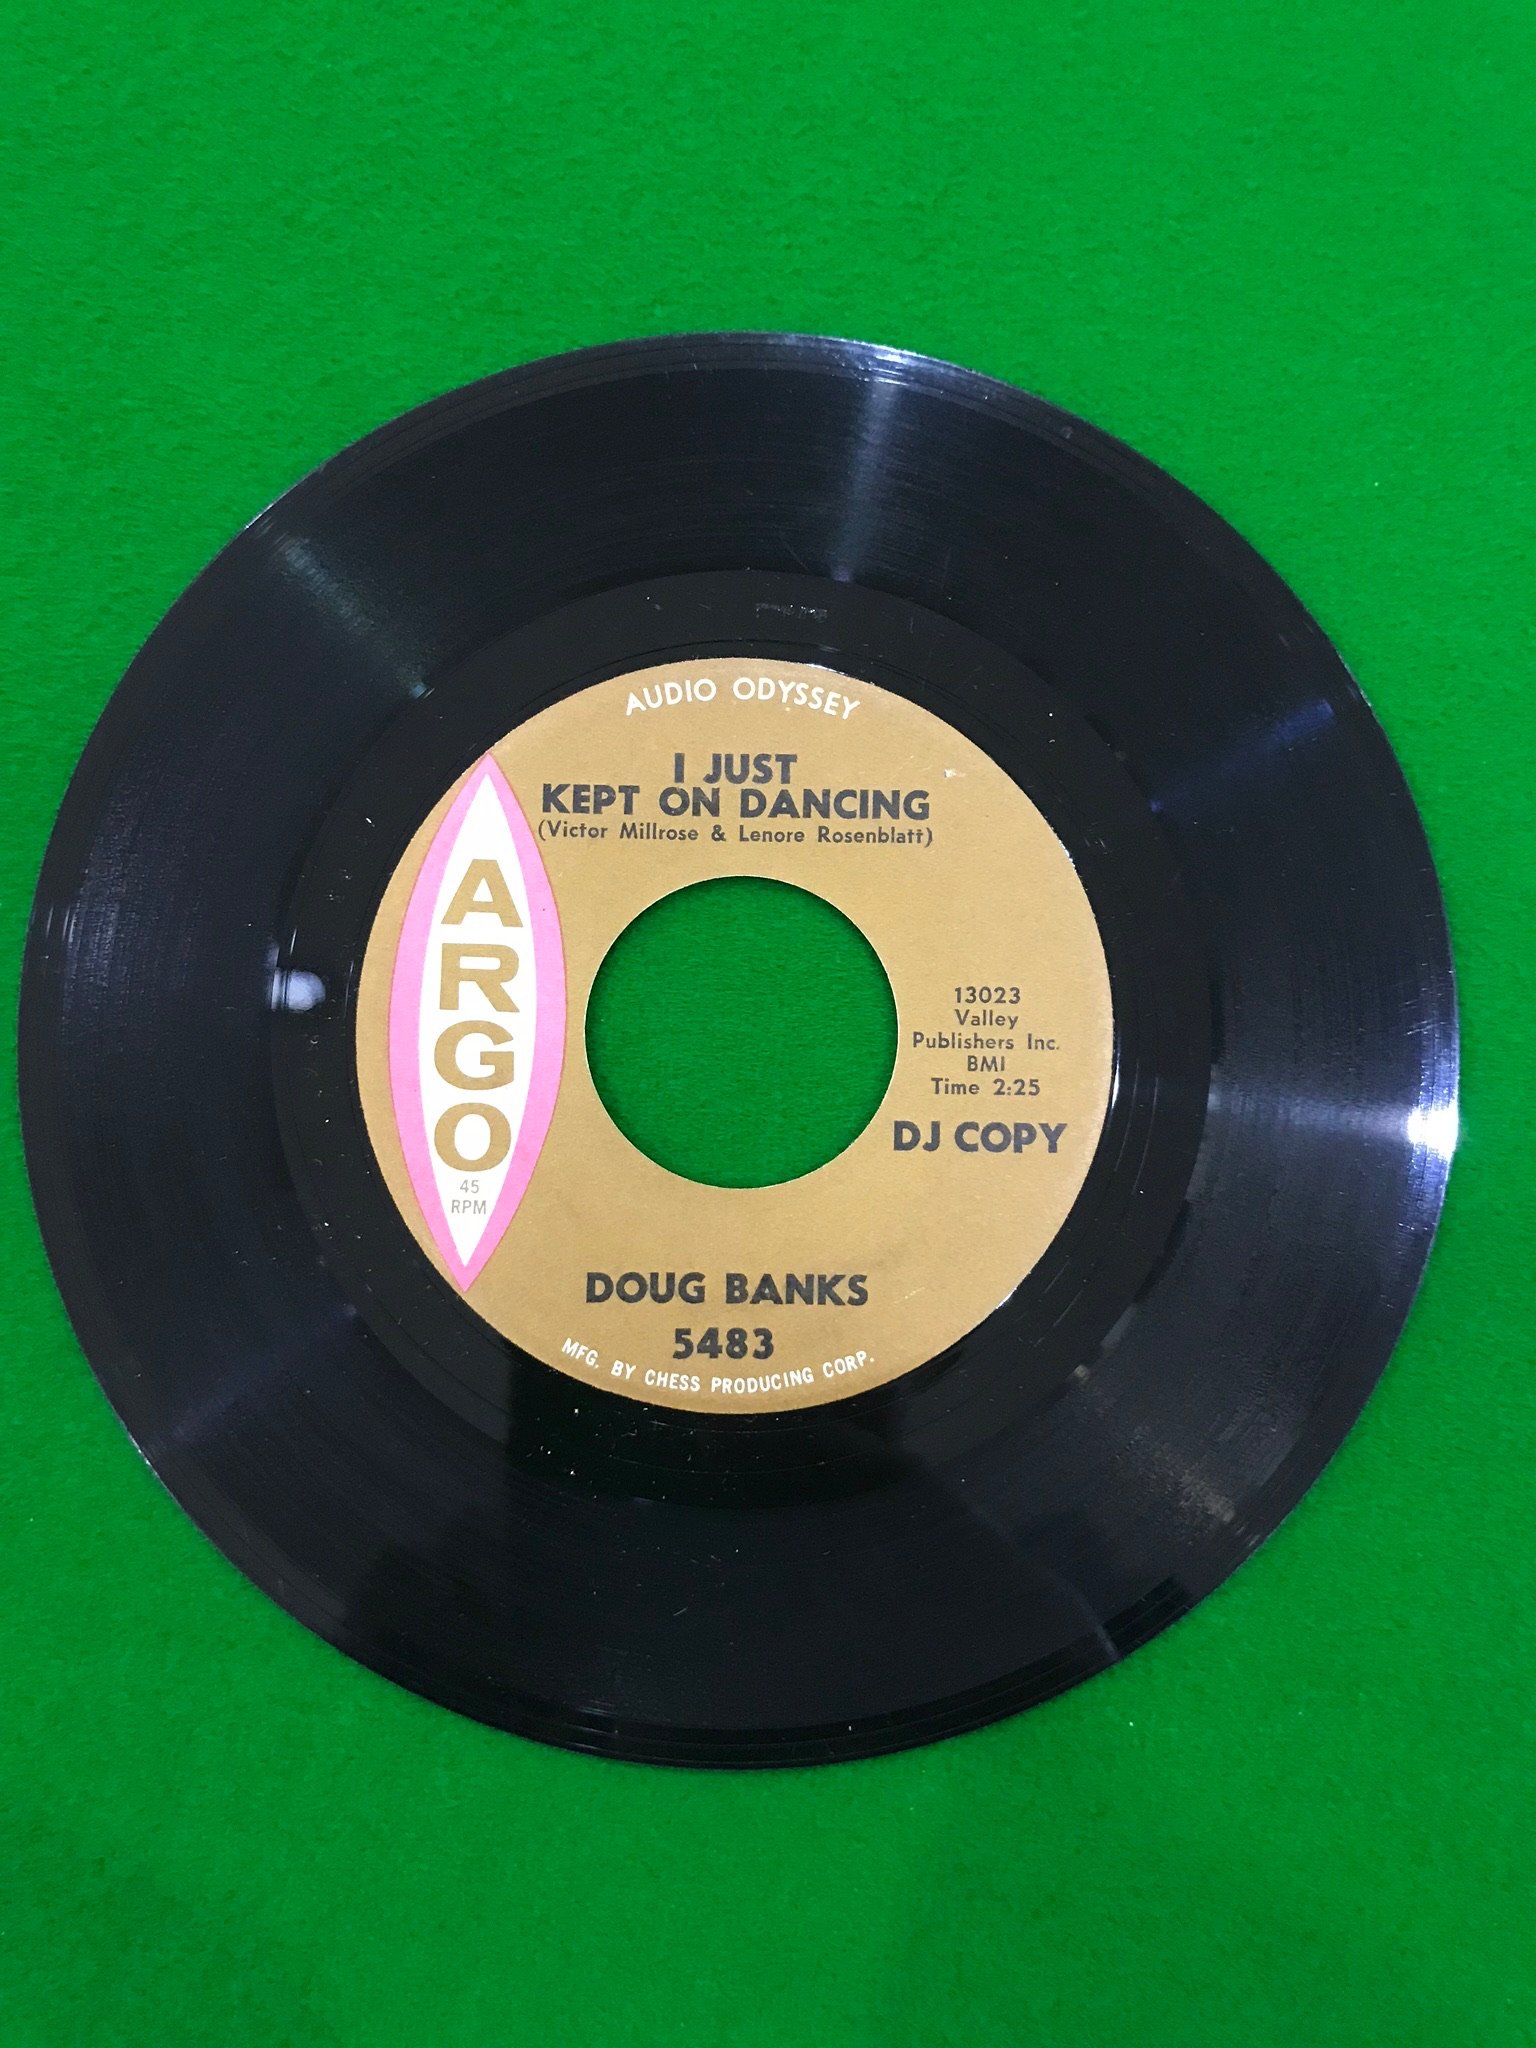 AUDIO ODYSSEY
I JUST
KEPT ON DANCING
(Victor Millrose & Lenore Rosenblatt)
ARGO
45
RPM
13023
Valley
Publishers Inc.
BMI
Time 2:25
DJ COPY
DOUG BANKS
5483
MFG. BY CHESS PRODUCING CORP.